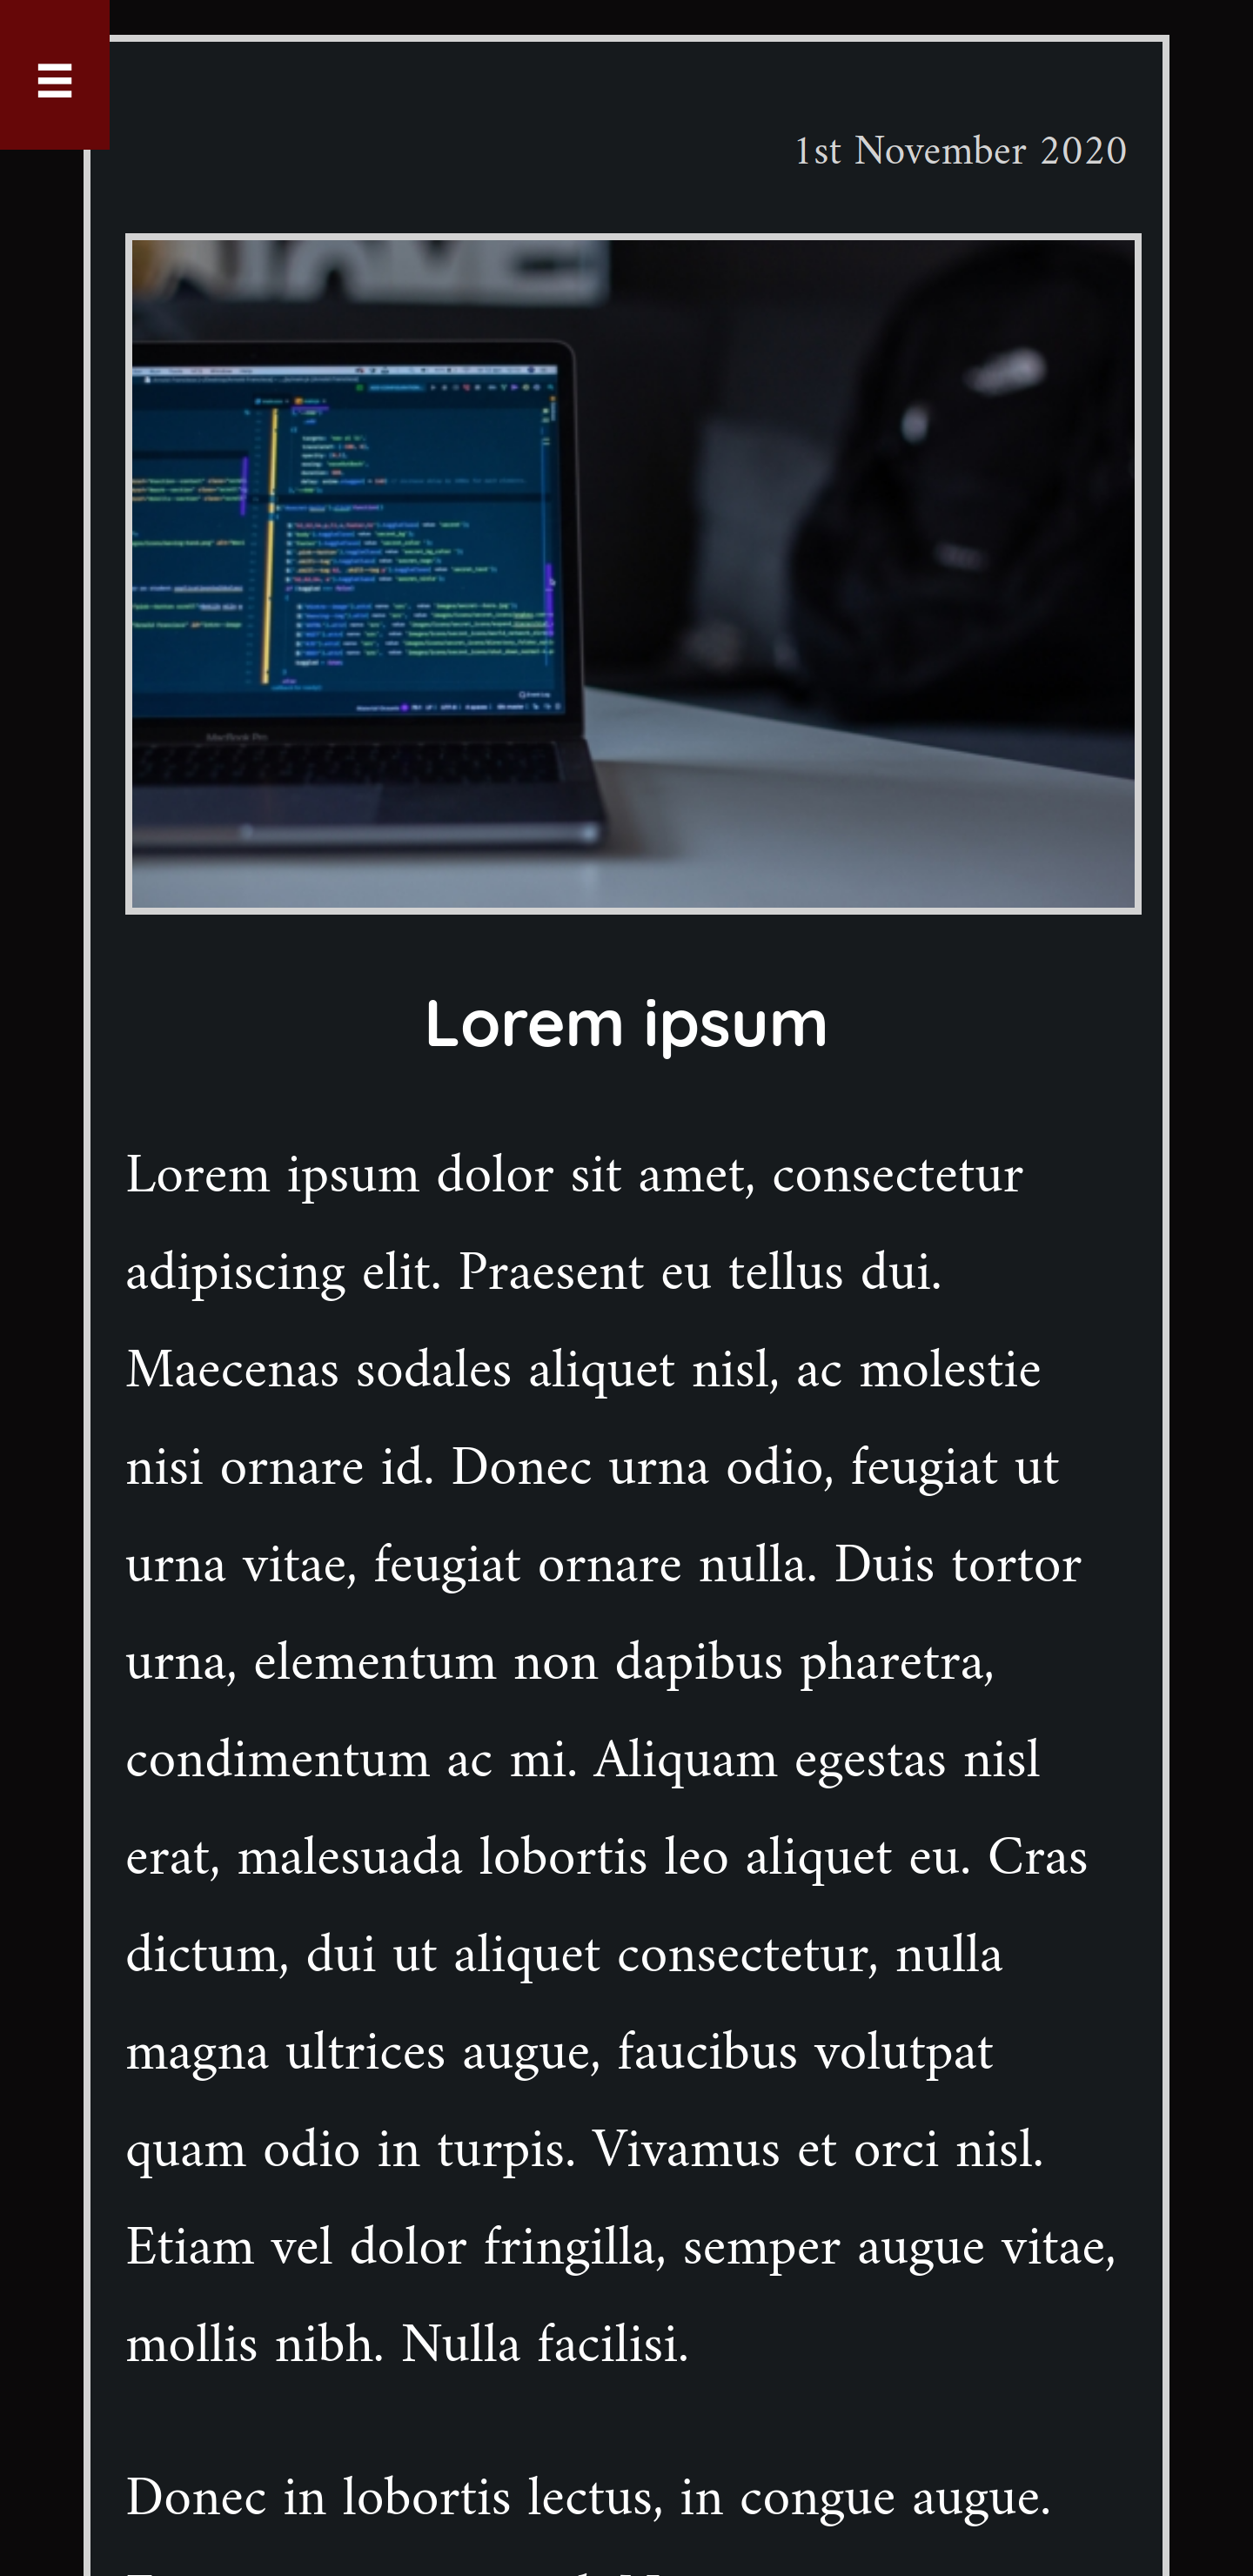 1st November 2020
MacBook Pro
Lorem ipsum
Lorem ipsum dolor sit amet, consectetur
adipiscing elit. Praesent eu tellus dui.
Maecenas sodales aliquet nisl, ac molestie
nisi ornare id. Donec urna odio, feugiat ut
urna vitae, feugiat ornare nulla. Duis tortor
urna, elementum non dapibus pharetra,
condimentum ac mi. Aliquam egestas nisl
erat, malesuada lobortis leo aliquet eu. Cras
dictum, dui ut aliquet consectetur, nulla
magna ultrices augue, faucibus volutpat
quam odio in turpis. Vivamus et orci nisl.
Etiam vel dolor fringilla, semper augue vitae,
mollis nibh. Nulla facilisi.
Donec in lobortis lectus, in congue augue.